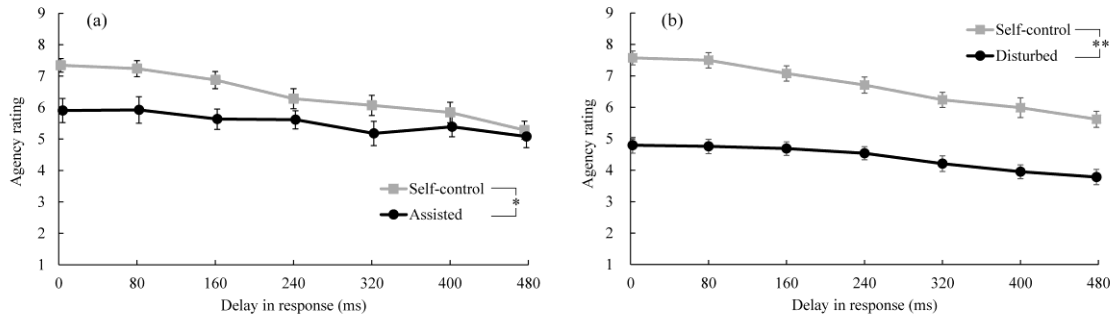 (a)
Agency rating
9
8
7
6
5
4
3
2
1
Self-control
Assisted
*
0 80 160 240 320 400 480
Delay in response (ms)
(b)
Agency rating
9
8
7
6
5
4
3
2
1
Self-control
Disturbed
**
0 80 160 240 320 400 480
Delay in response (ms)